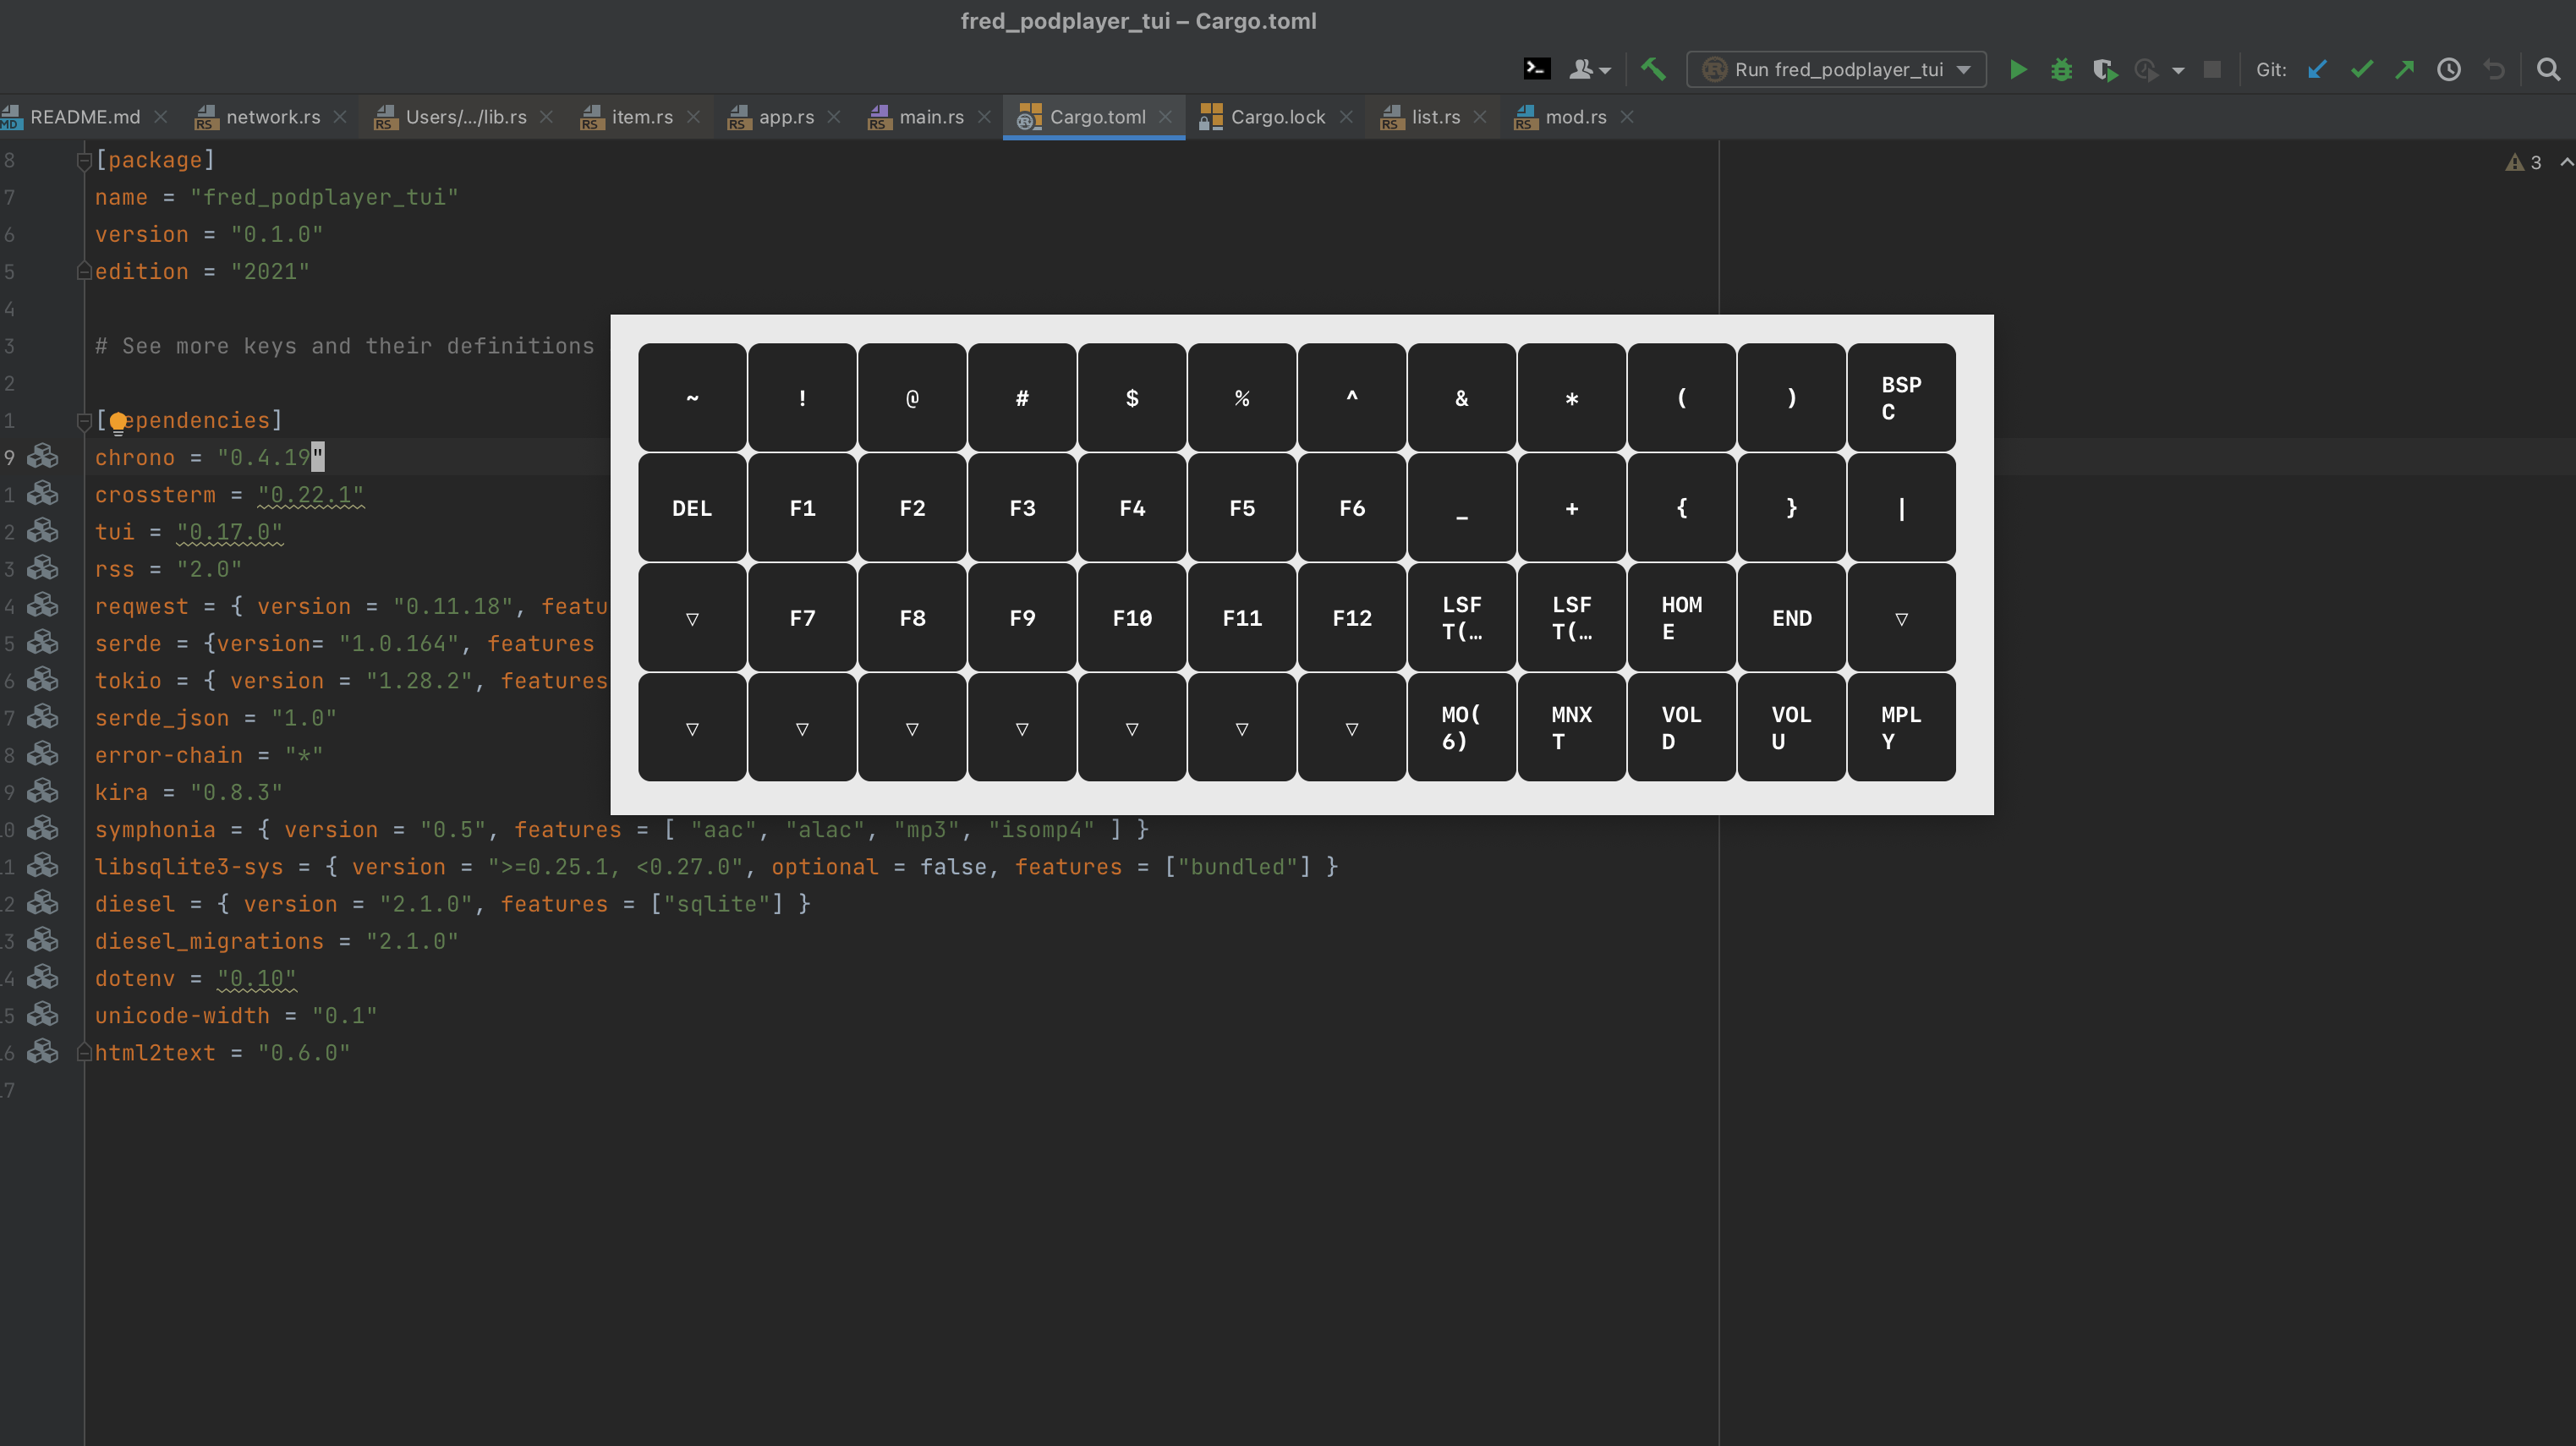 fred_podplayer_tui – Cargo.toml
Run fred_podplayer_tui
Git:
README.md
network.rs
Users/.../lib.rs
item.rs
app.rs
main.rs
Cargo.toml
Cargo.lock
list.rs
mod.rs
3
8 [package]
7 name = "fred_podplayer_tui"
6 version = "0.1.0"
5 edition = "2021"
4
3 # See more keys and their definitions
2
1 [ependencies]
9 chrono = "0.4.19"
1 crossterm = "0.22.1"
2 tui = "0.17.0"
3 rss = "2.0"
4 reqwest = { version = "0.11.18", featu
5 serde = {version= "1.0.164", features
6 tokio = { version = "1.28.2", features
7 serde_json = "1.0"
8 error-chain = "*"
9 kira = "0.8.3"
0 symphonia = { version = "0.5", features = [ "aac", "alac", "mp3", "isomp4" ] }
1 libsqlite3-sys = { version = ">=0.25.1, <0.27.0", optional = false, features = ["bundled"] }
2 diesel = { version = "2.1.0", features = ["sqlite"] }
3 diesel_migrations = "2.1.0"
4 dotenv = "0.10"
5 unicode-width = "0.1"
6 html2text = "0.6.0"
7
~ ! @ # $ % ^ & * ( ) BSPC
DEL F1 F2 F3 F4 F5 F6 _ + { } |
▽ F7 F8 F9 F10 F11 F12 LSFT(… LSFT(… HOME END ▽
▽ ▽ ▽ ▽ ▽ ▽ ▽ MO(6) MNXT VOLD VOLU MPLY